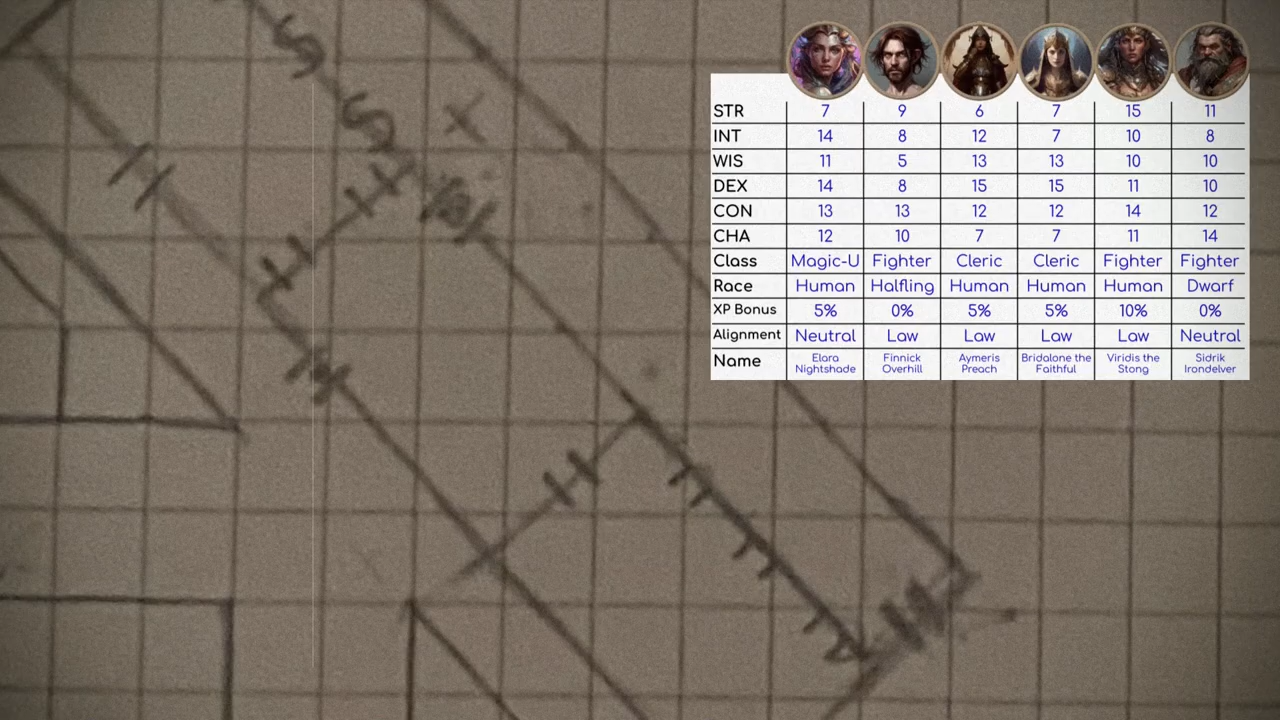 STR 7 9 6 7 15 11
INT 14 8 12 7 10 8
WIS 11 5 13 13 10 10
DEX 14 8 15 15 11 10
CON 13 13 12 12 14 12
CHA 12 10 7 7 11 14
Class Magic-U Fighter Cleric Cleric Fighter Fighter
Race Human Halfling Human Human Human Dwarf
XP Bonus 5% 0% 5% 5% 10% 0%
Alignment Neutral Law Law Law Law Neutral
Name Elara Nightshade Finnick Overhill Aymeris Preach Bridalone the Faithful Viridis the Stong Sidrik Irondelver